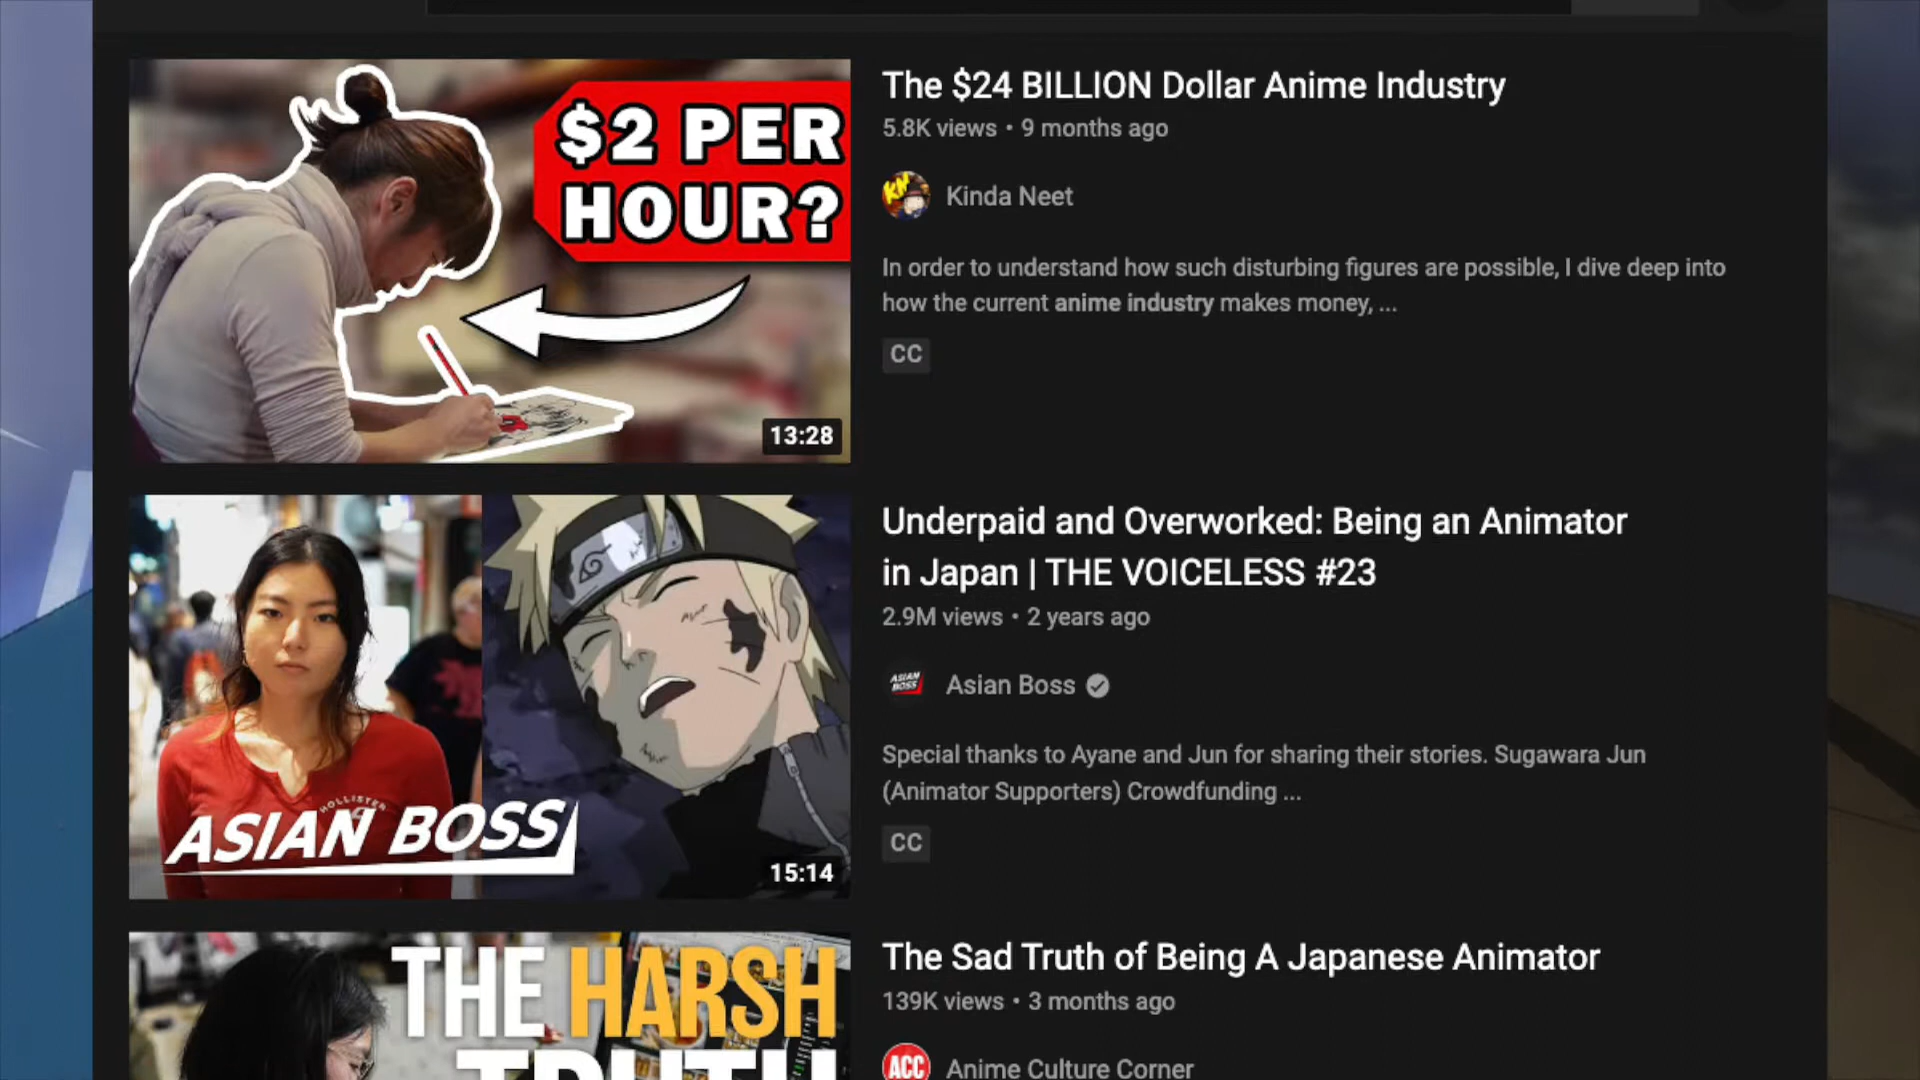 $2 PER
HOUR?
13:28
The $24 BILLION Dollar Anime Industry
5.8K views • 9 months ago
KN
Kinda Neet
In order to understand how such disturbing figures are possible, I dive deep into
how the current anime industry makes money, ...
CC
HOLLISTER
ASIAN BOSS
15:14
Underpaid and Overworked: Being an Animator
in Japan | THE VOICELESS #23
2.9M views • 2 years ago
ASIAN
BOSS
Asian Boss
Special thanks to Ayane and Jun for sharing their stories. Sugawara Jun
(Animator Supporters) Crowdfunding ...
CC
THE HARSH
TRUTH
The Sad Truth of Being A Japanese Animator
139K views • 3 months ago
ACC
Anime Culture Corner